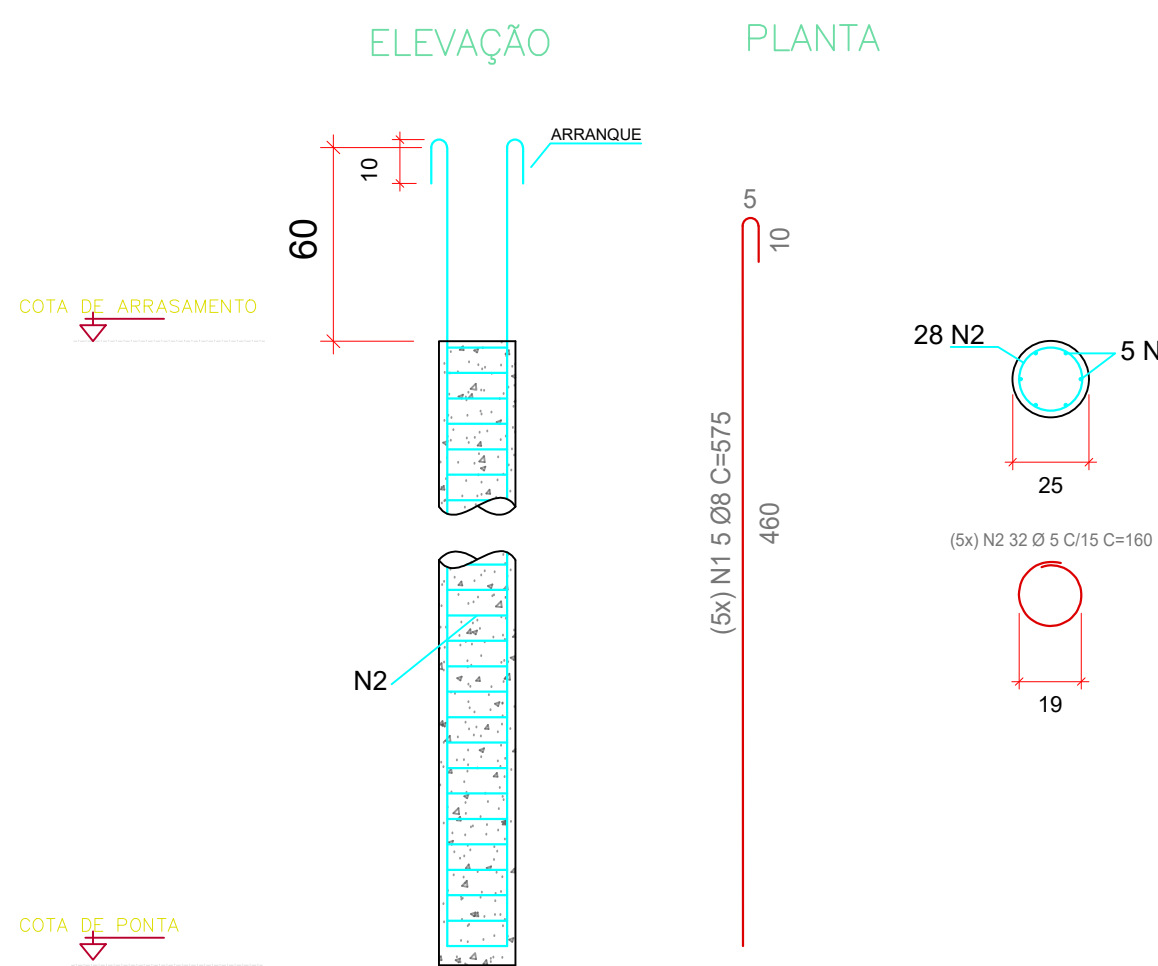 ELEVAÇÃO
PLANTA
ARRANQUE
10
60
5
10
COTA DE ARRASAMENTO
28 N2
5 N
25
(5x) N1 5 Ø8 C=575
460
(5x) N2 32 Ø 5 C/15 C=160
19
N2
COTA DE PONTA